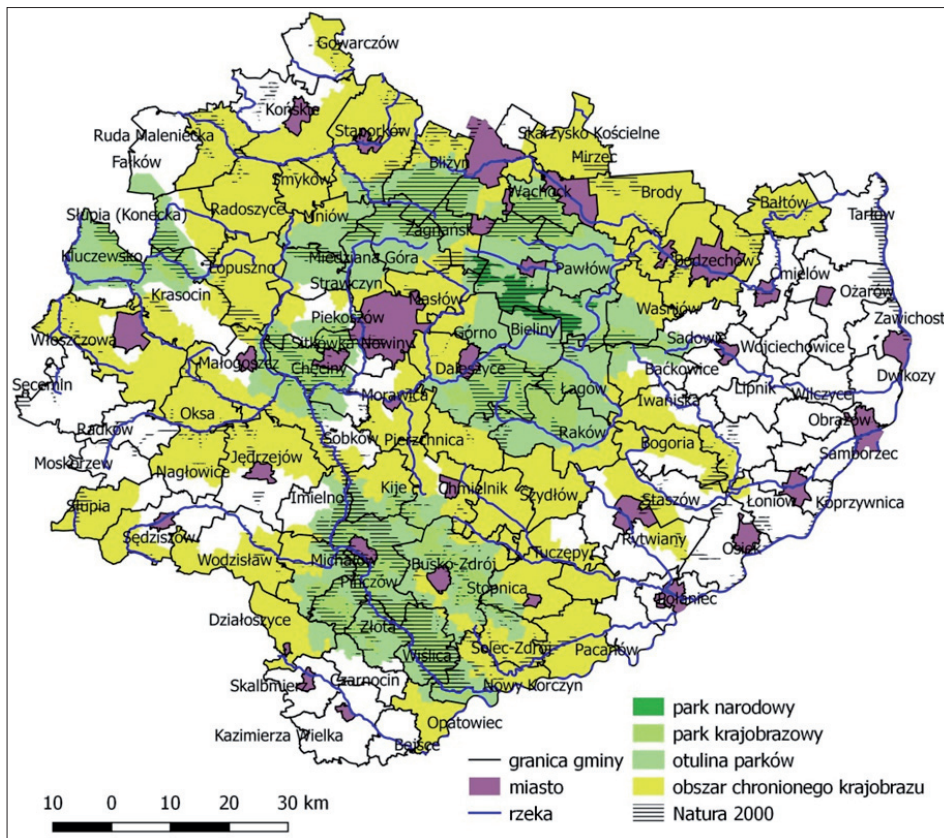 Gowarczów
Końskie
Ruda Maleniecka
Stąporków
Skarżysko Kościelne
Fałków
Bliżyn
Mirzec
Smyków
Wąchock
Brody
Radoszyce
Bałtów
Słupia (Konecka)
Mniów
Tarłów
Zagnańsk
Kluczewsko
Miedziana Góra
Pawłów
Bodzechów
Łopuszno
Ćmielów
Strawczyn
Ożarów
Krasocin
Masłów
Waśniów
Piekoszów
Zawichost
Włoszczowa
Górno
Bieliny
Sadowie
Sitkówka-Nowiny
Wojciechowice
Małogoszcz
Chęciny
Daleszyce
Baćkowice
Dwikozy
Secemin
Łagów
Lipnik
Wilczyce
Morawica
Iwaniska
Oksa
Obrazów
Radków
Raków
Sobków
Pierzchnica
Bogoria
Samborzec
Moskorzew
Jędrzejów
Nagłowice
Kije
Chmielnik
Imielno
Szydłów
Staszów
Łoniów
Koprzywnica
Słupia
Sędziszów
Rytwiany
Osiek
Wodzisław
Michałów
Tuczępy
Busko-Zdrój
Pińczów
Stopnica
Połaniec
Działoszyce
Złota
Solec-Zdrój
Pacanów
Wiślica
Skalbmierz
Czarnocin
Nowy Korczyn
Opatowiec
Kazimierza Wielka
Bejsce
park narodowy
park krajobrazowy
granica gminy
otulina parków
miasto
obszar chronionego krajobrazu
rzeka
Natura 2000
10 0 10 20 30 km